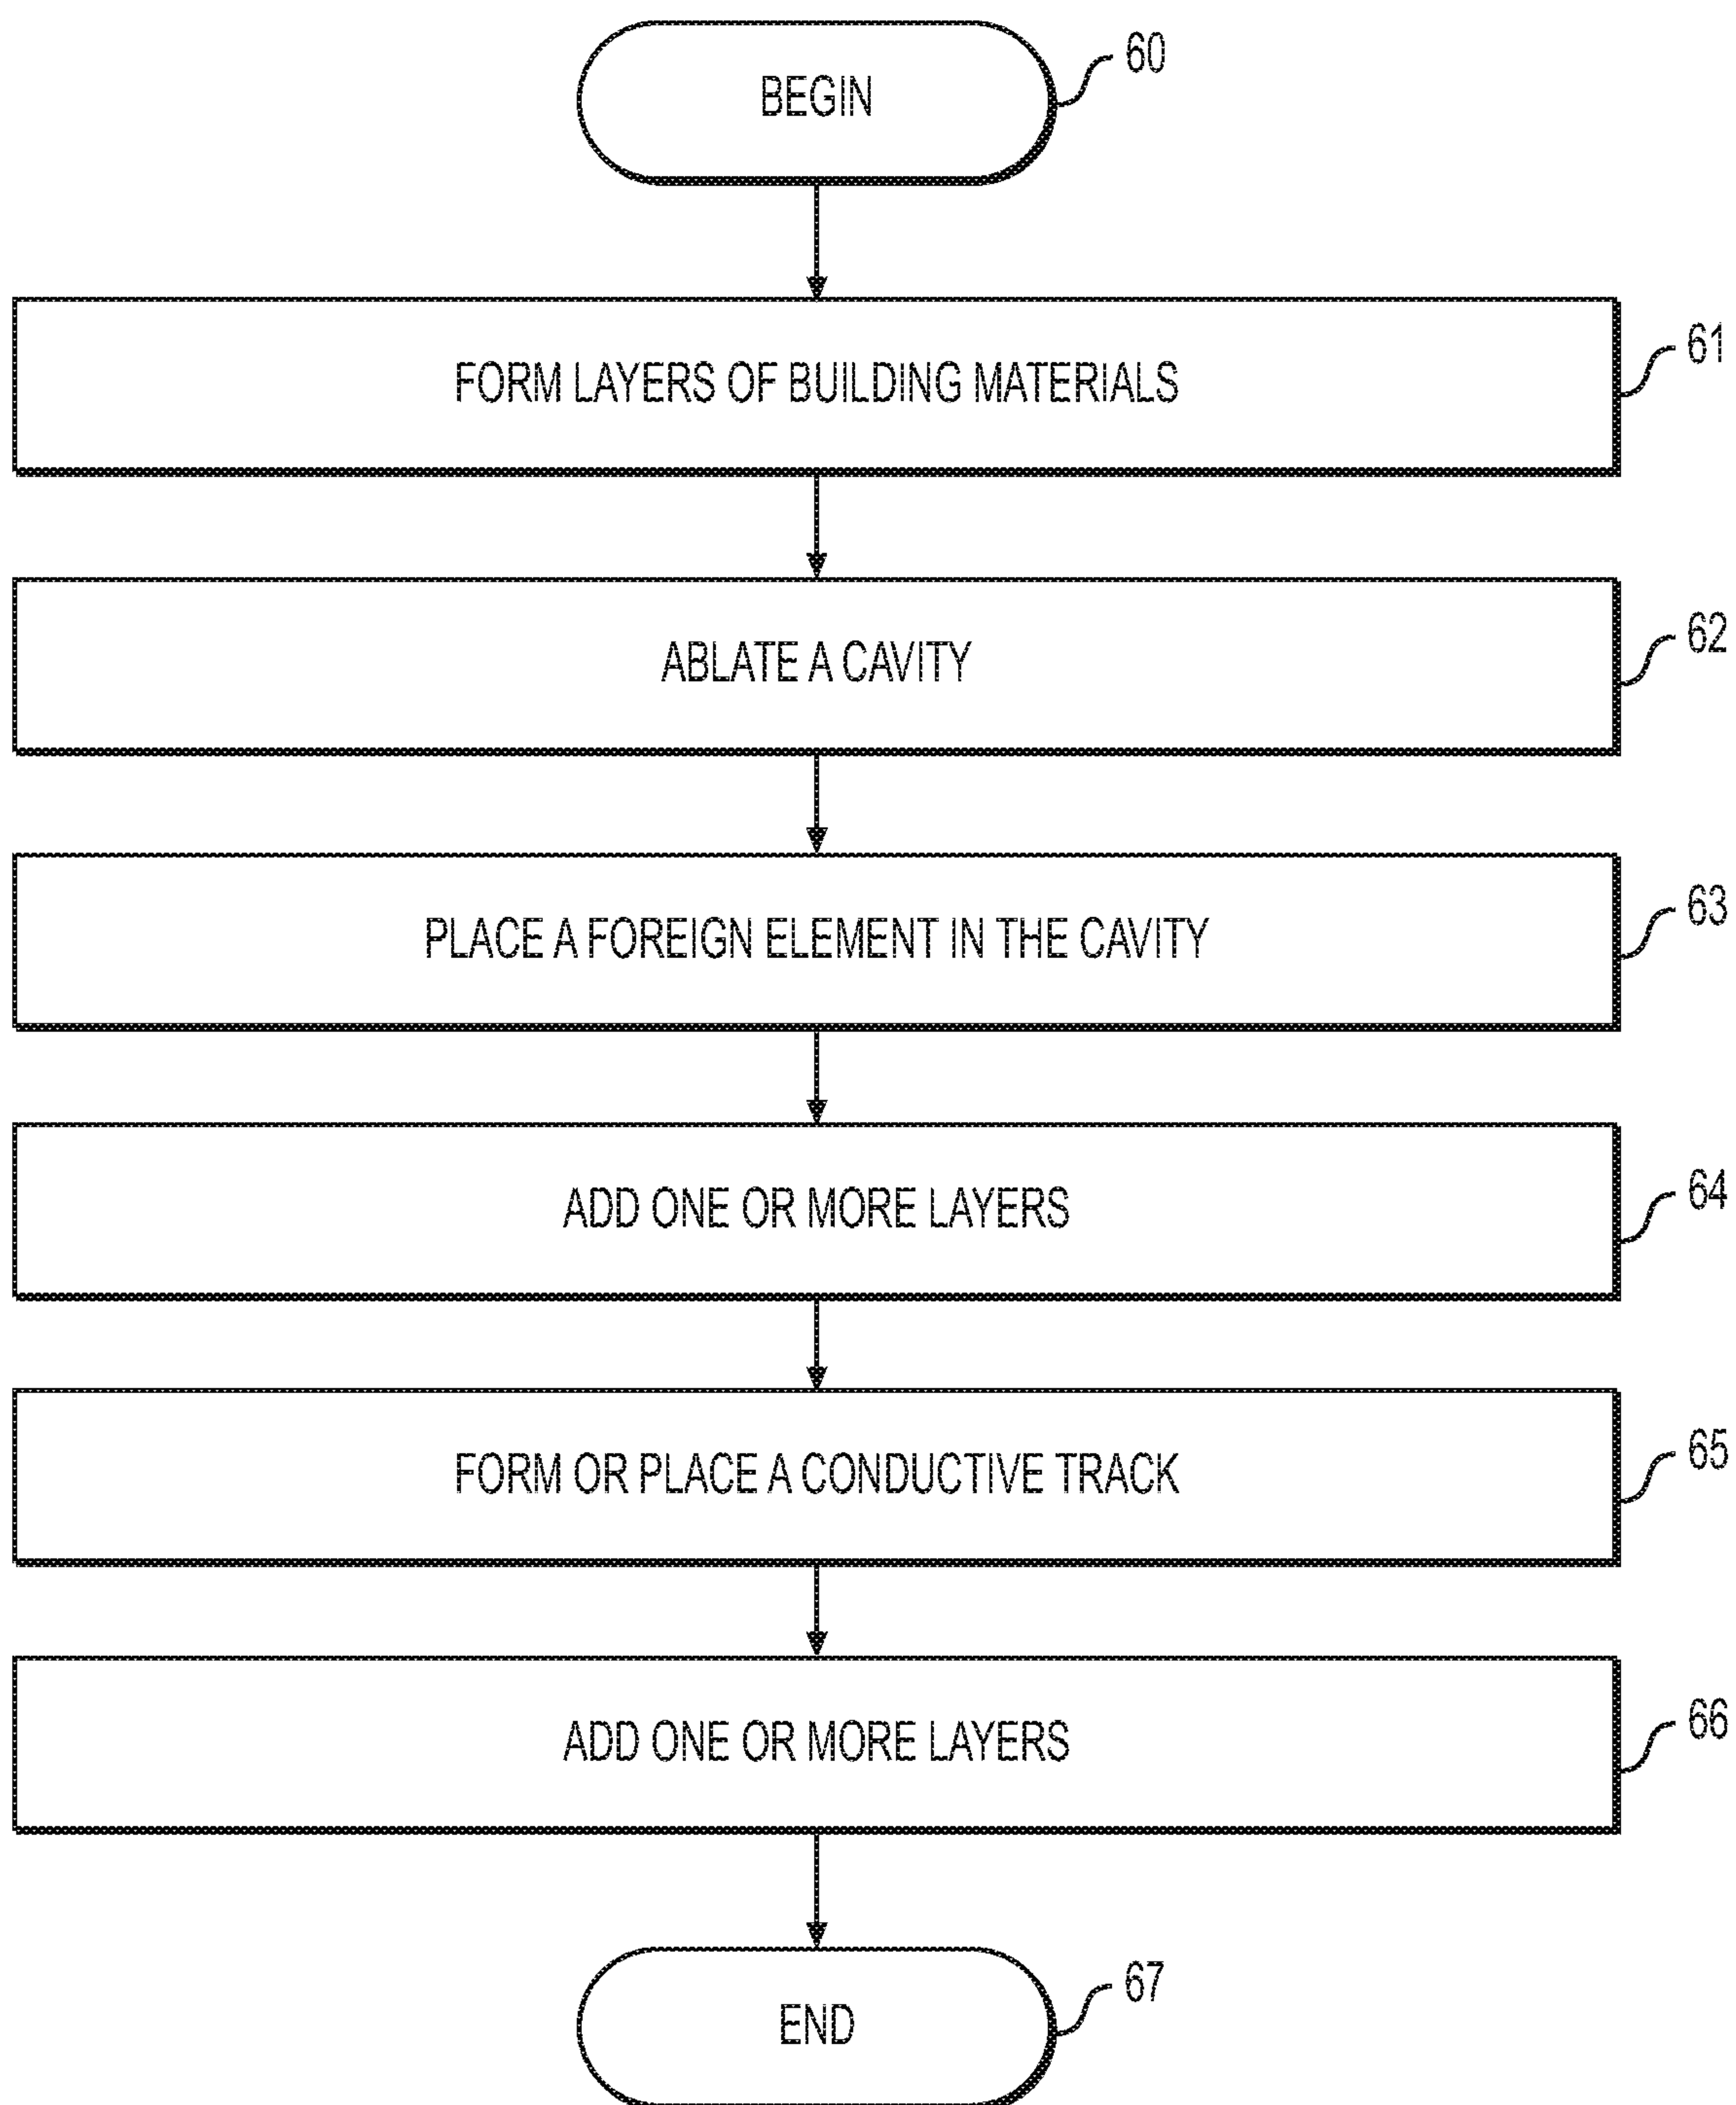 BEGIN
60
FORM LAYERS OF BUILDING MATERIALS
61
ABLATE A CAVITY
62
PLACE A FOREIGN ELEMENT IN THE CAVITY
63
ADD ONE OR MORE LAYERS
64
FORM OR PLACE A CONDUCTIVE TRACK
65
ADD ONE OR MORE LAYERS
66
END
67